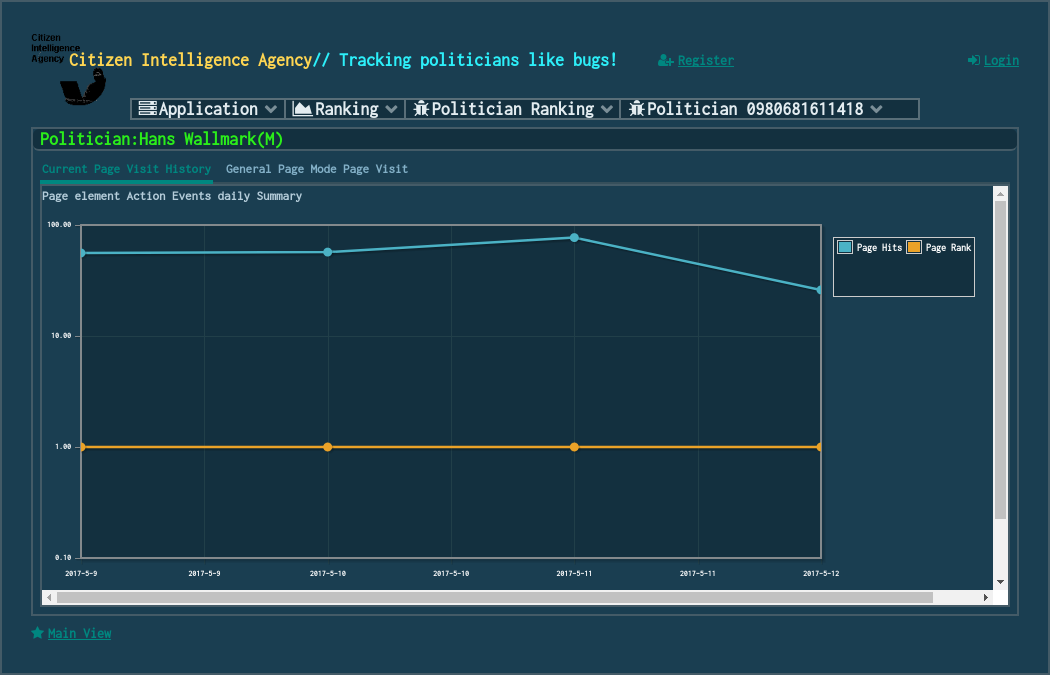 Citizen
Intelligence
Agency
Citizen Intelligence Agency// Tracking politicians like bugs!
Register
Login
Application
Ranking
Politician Ranking
Politician 0980681611418
Politician:Hans Wallmark(M)
Current Page Visit History
General Page Mode Page Visit
Page element Action Events daily Summary
100.00
10.00
1.00
0.10
2017-5-9
2017-5-9
2017-5-10
2017-5-10
2017-5-11
2017-5-11
2017-5-12
Page Hits
Page Rank
Main View